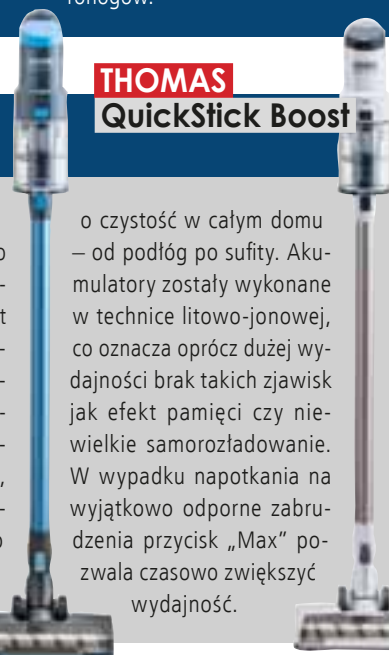 ronogów.
THOMAS
QuickStick Boost
o czystość w całym domu
– od podłóg po sufity. Aku-
mulatory zostały wykonane
w technice litowo-jonowej,
co oznacza oprócz dużej wy-
dajności brak takich zjawisk
jak efekt pamięci czy nie-
wielkie samorozładowanie.
W wypadku napotkania na
wyjątkowo odporne zabru-
dzenia przycisk „Max” po-
zwala czasowo zwiększyć
wydajność.